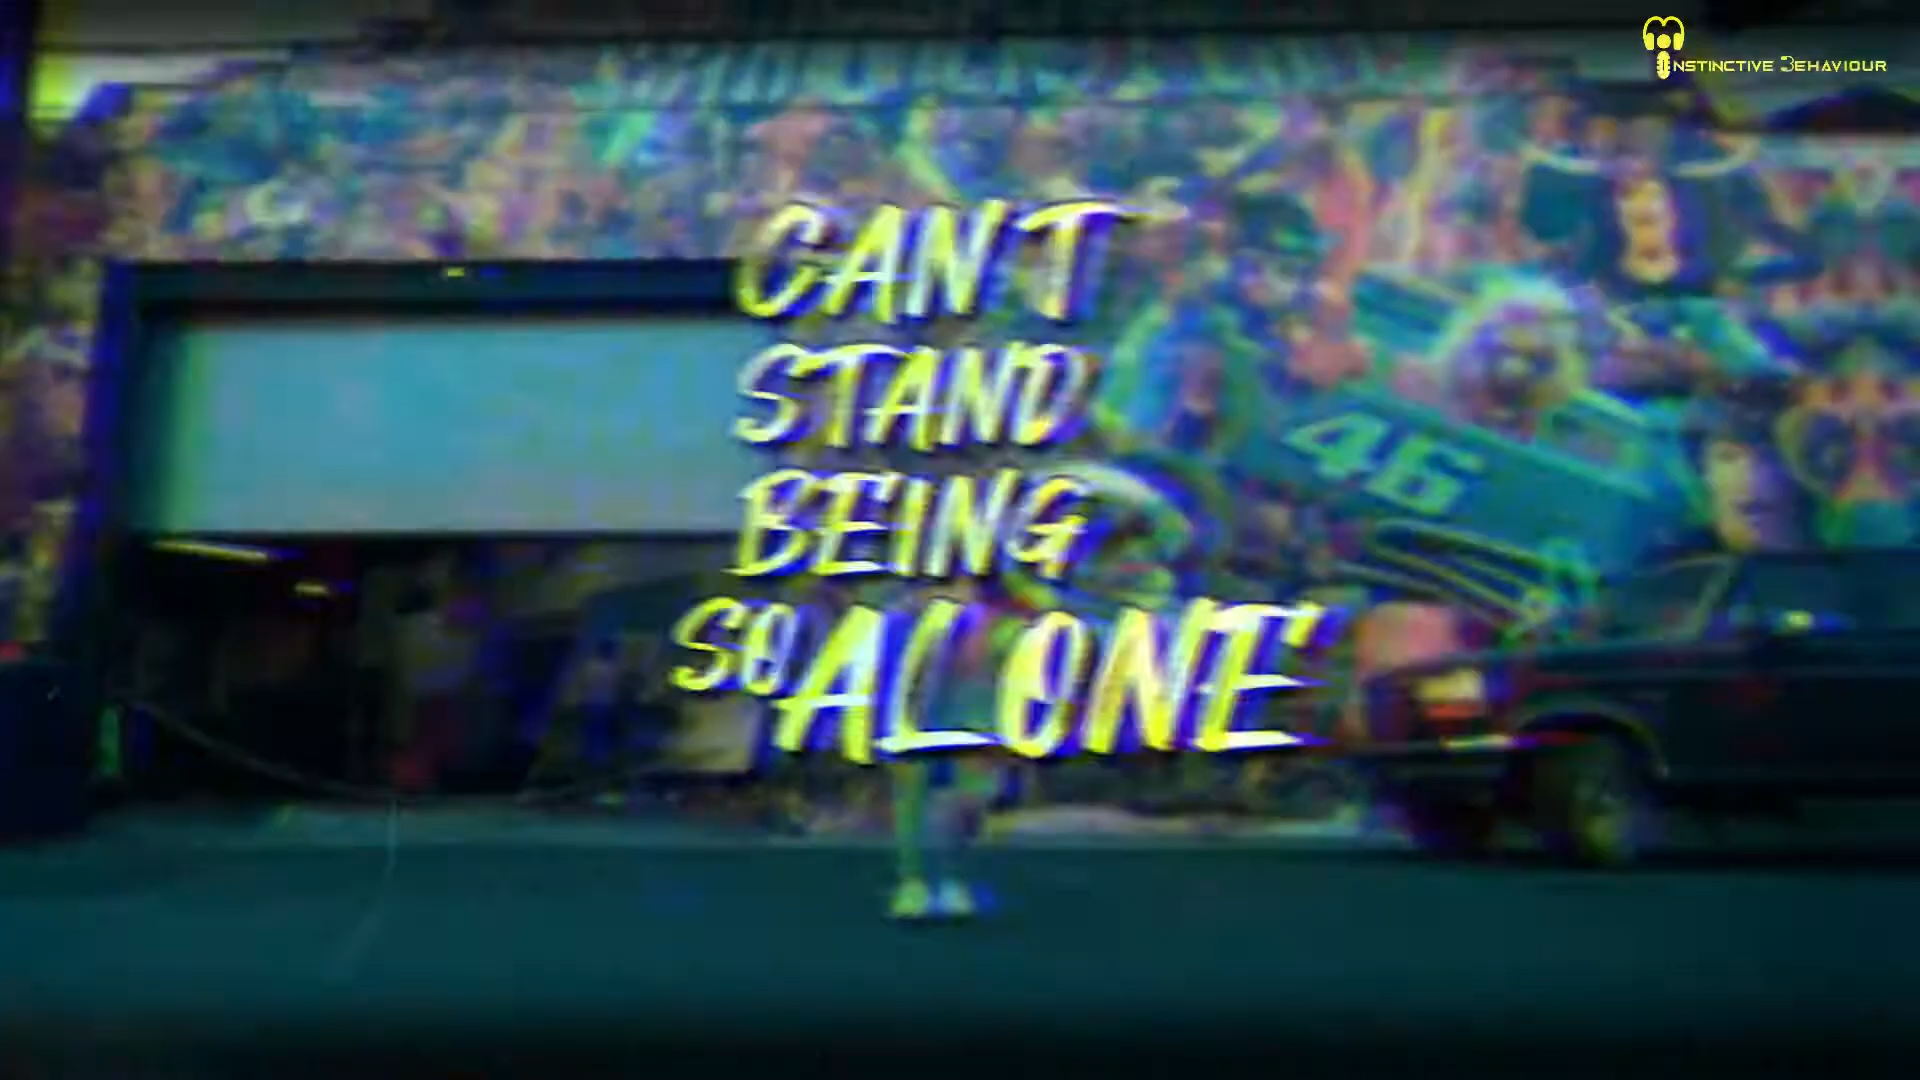 INSTINCTIVE BEHAVIOUR
CAN'T
STAND
BEING
SO ALONE
46